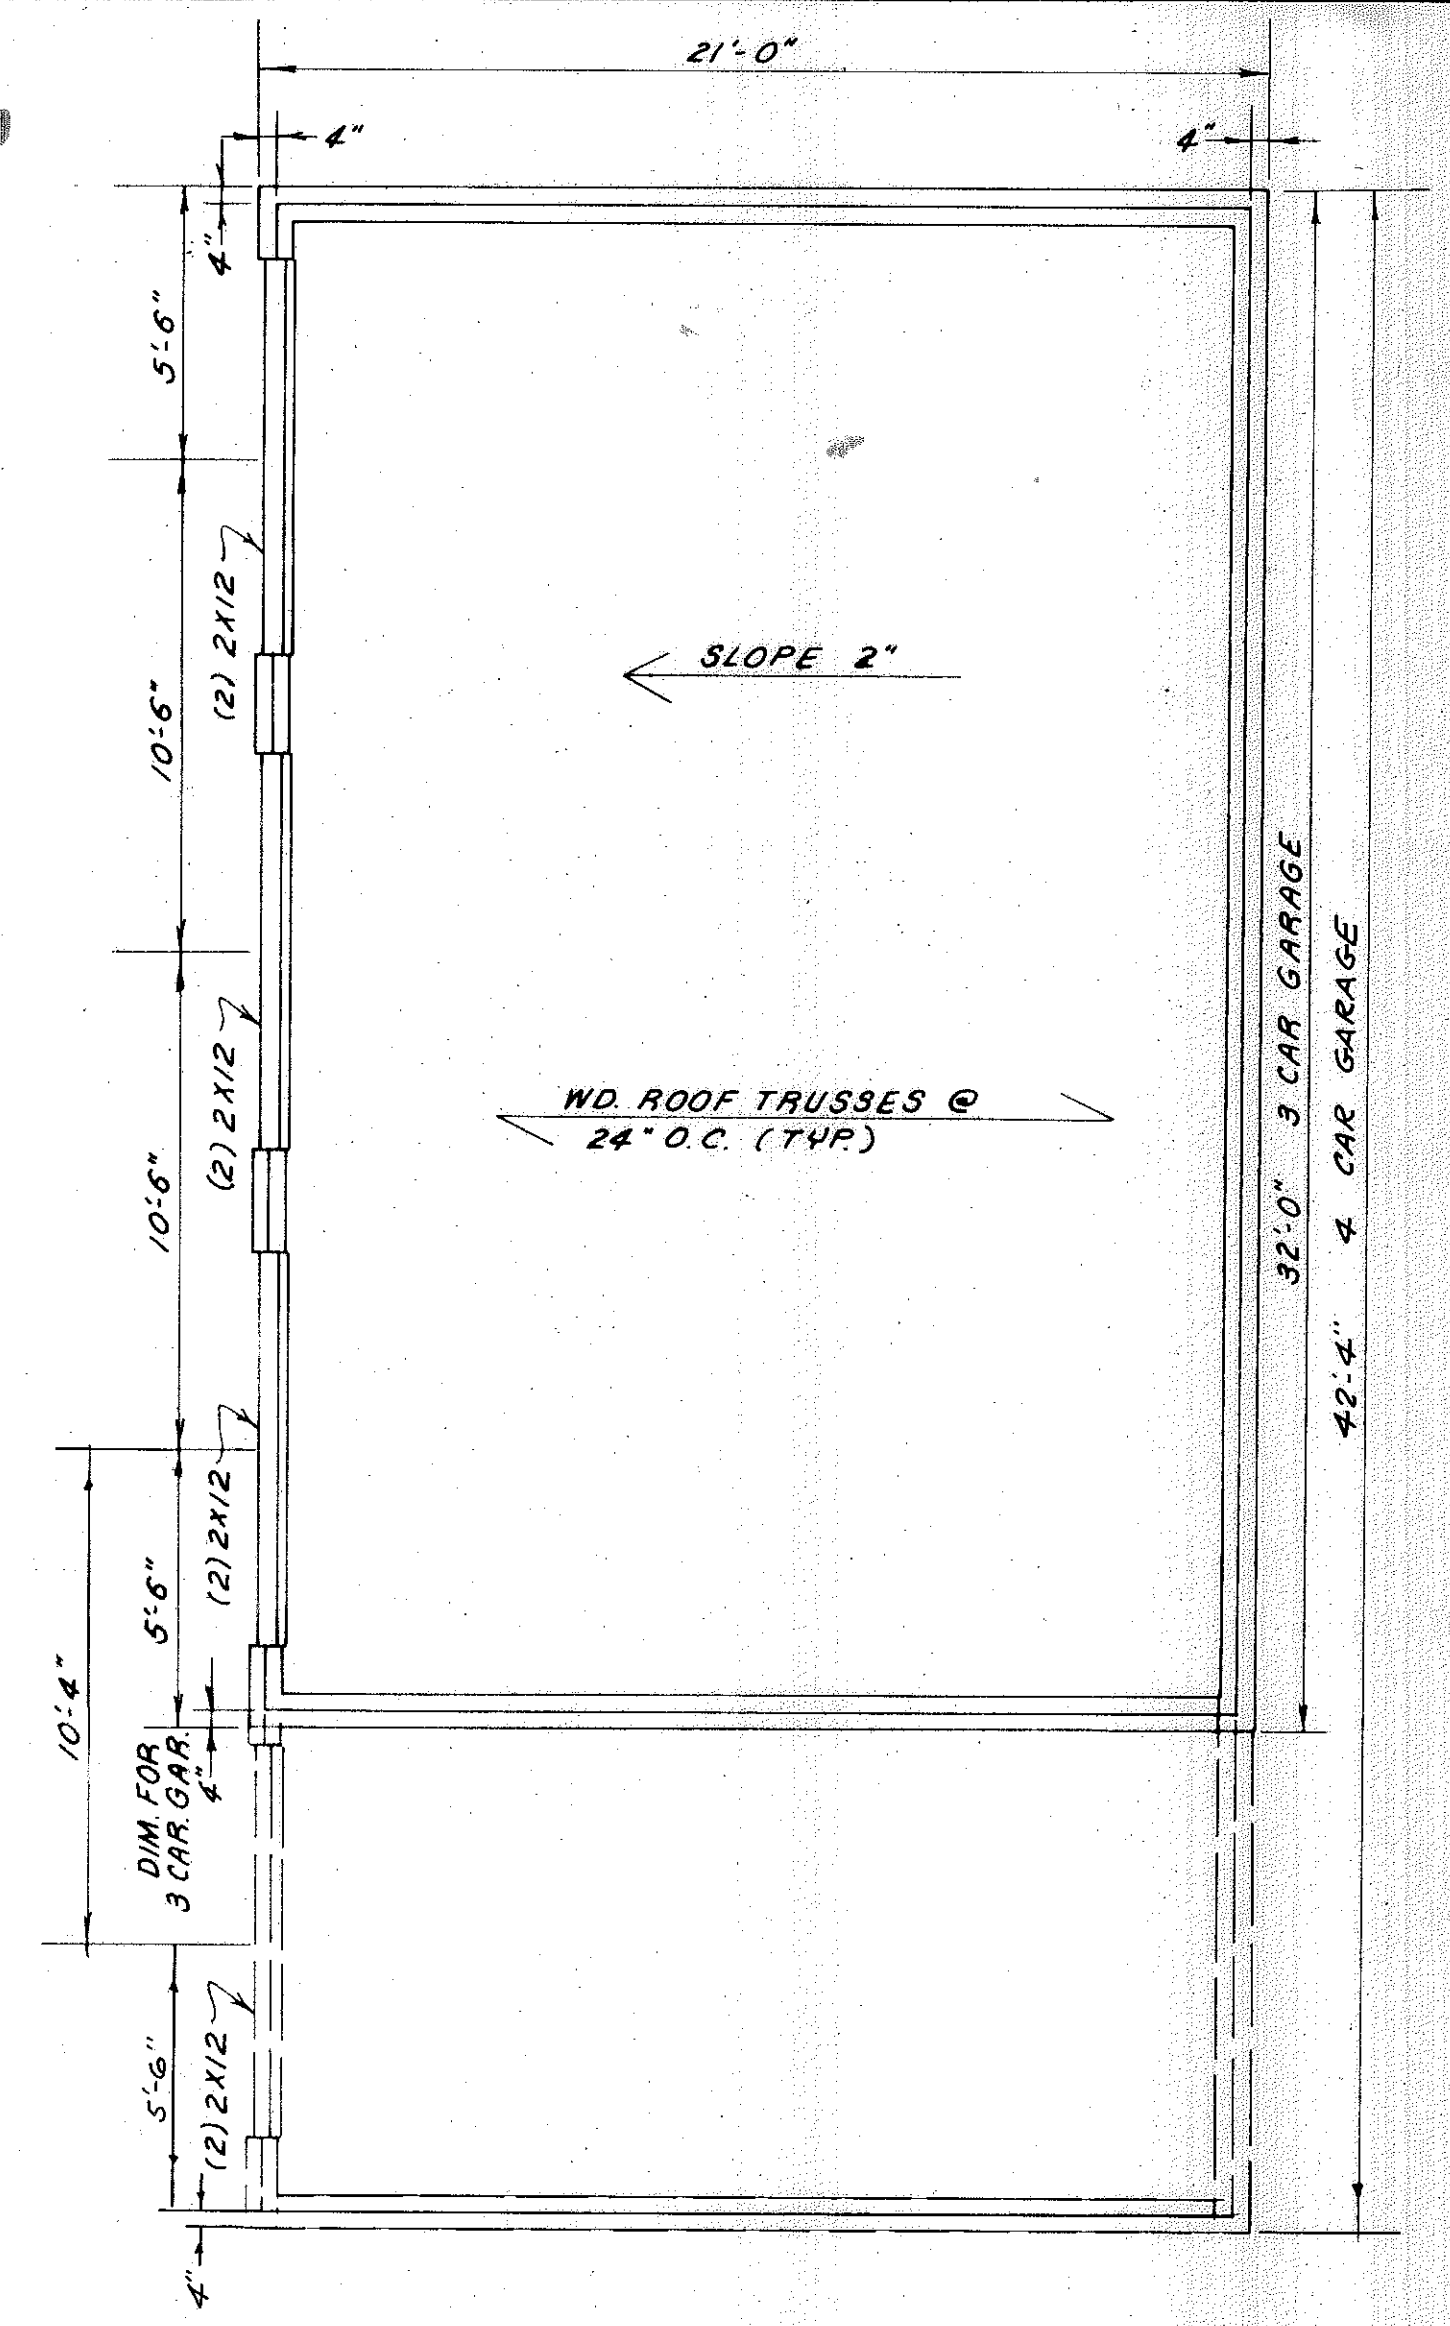 21'-0"
4"
4"
4"
5'-6"
(2) 2X12
10'-6"
SLOPE 2"
(2) 2X12
10'-6"
WD. ROOF TRUSSES @
24" O.C. (TYP.)
32'-0" 3 CAR GARAGE
42'-4" 4 CAR GARAGE
(2) 2X12
5'-6"
10'-4"
DIM. FOR
3 CAR. GAR.
4"
(2) 2X12
5'-6"
4"